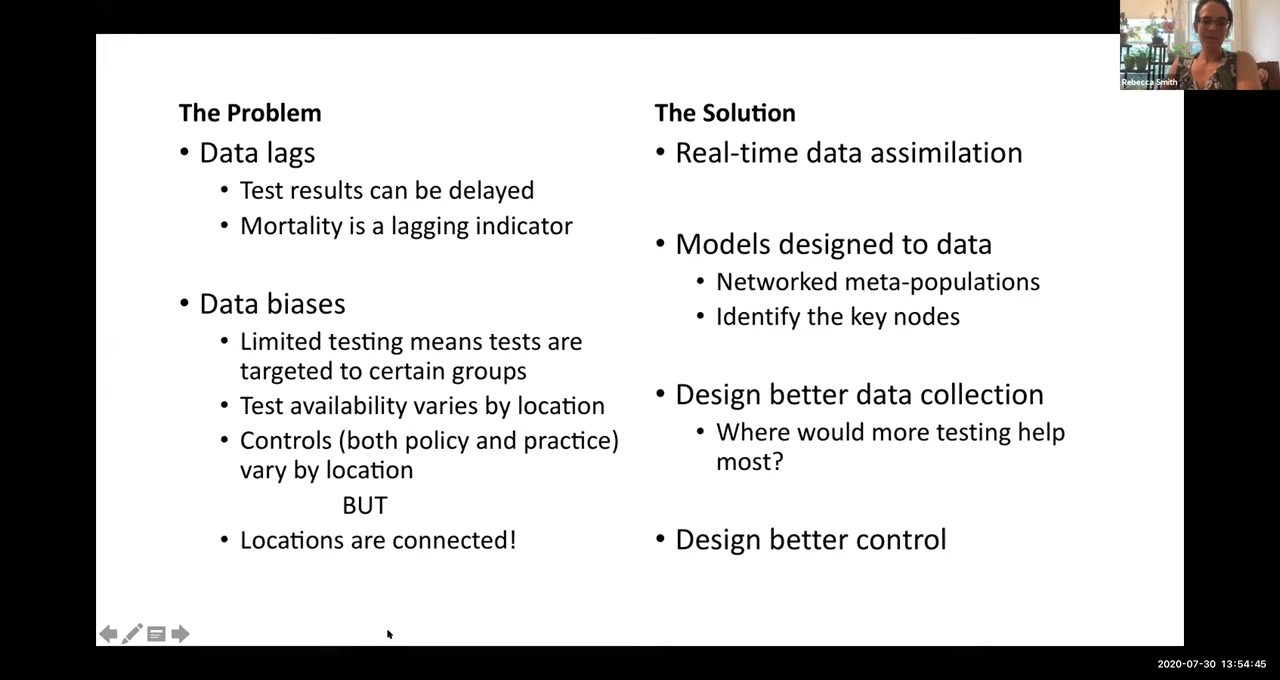 Rebecca Smith
The Problem
• Data lags
• Test results can be delayed
• Mortality is a lagging indicator
• Data biases
• Limited testing means tests are
targeted to certain groups
• Test availability varies by location
• Controls (both policy and practice)
vary by location
BUT
• Locations are connected!
The Solution
• Real-time data assimilation
• Models designed to data
• Networked meta-populations
• Identify the key nodes
• Design better data collection
• Where would more testing help
most?
• Design better control
2020-07-30 13:54:45